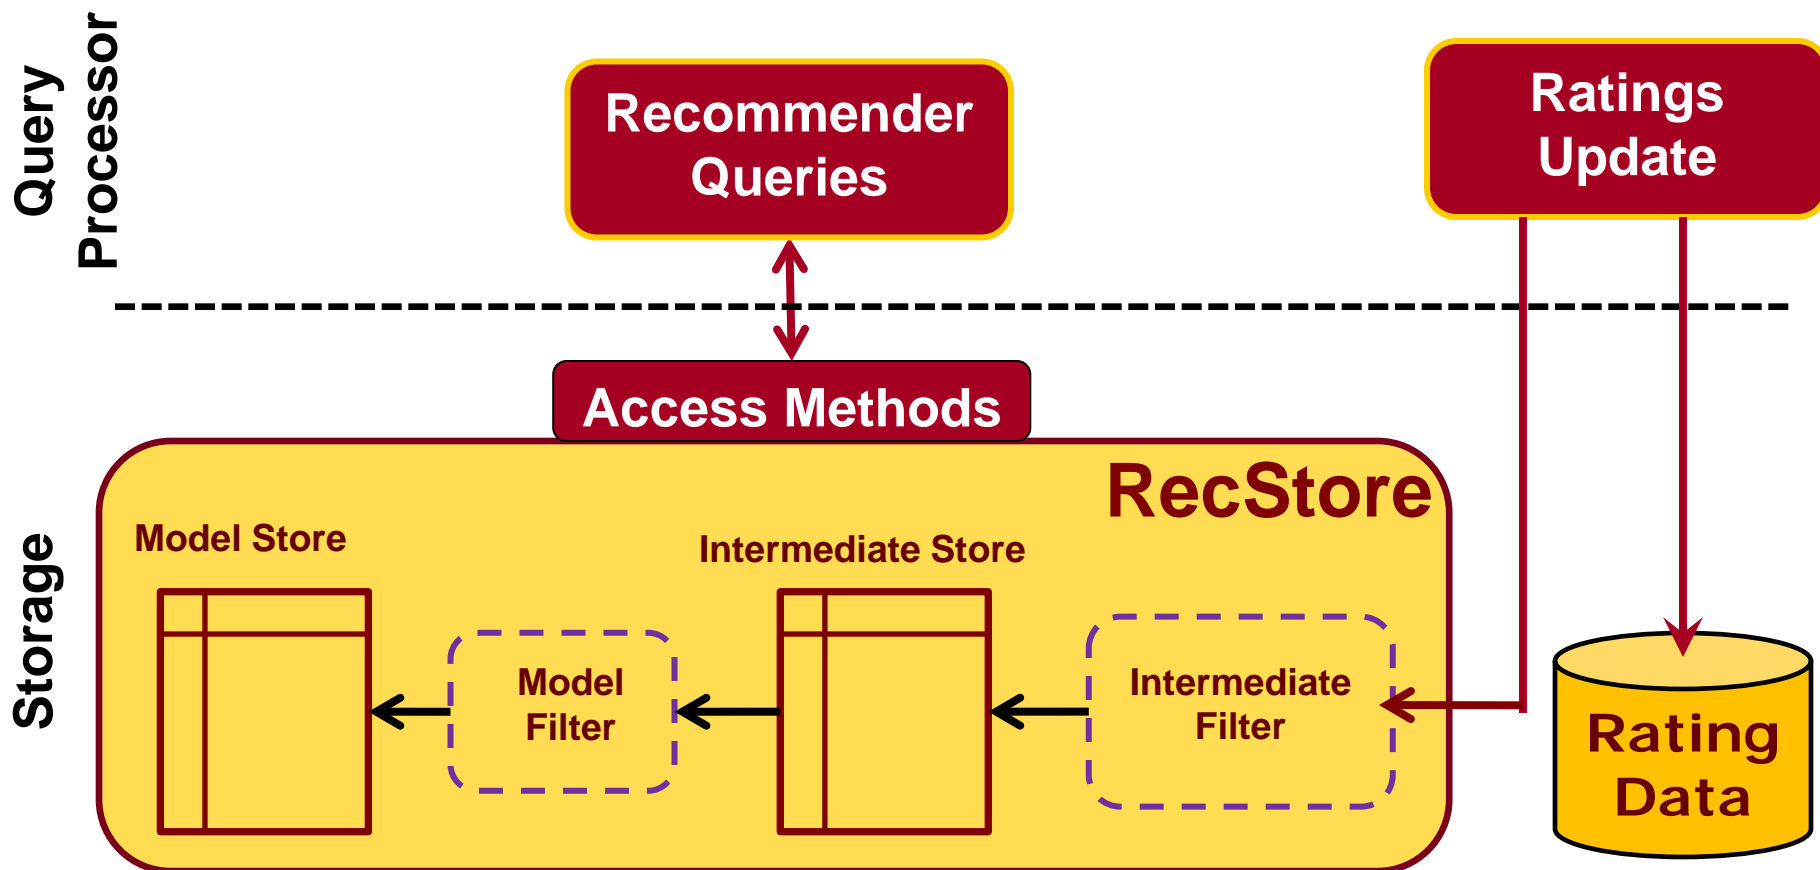 Query
Processor
Recommender
Queries
Ratings
Update
Access Methods
RecStore
Storage
Model Store
Intermediate Store
Model
Filter
Intermediate
Filter
Rating
Data